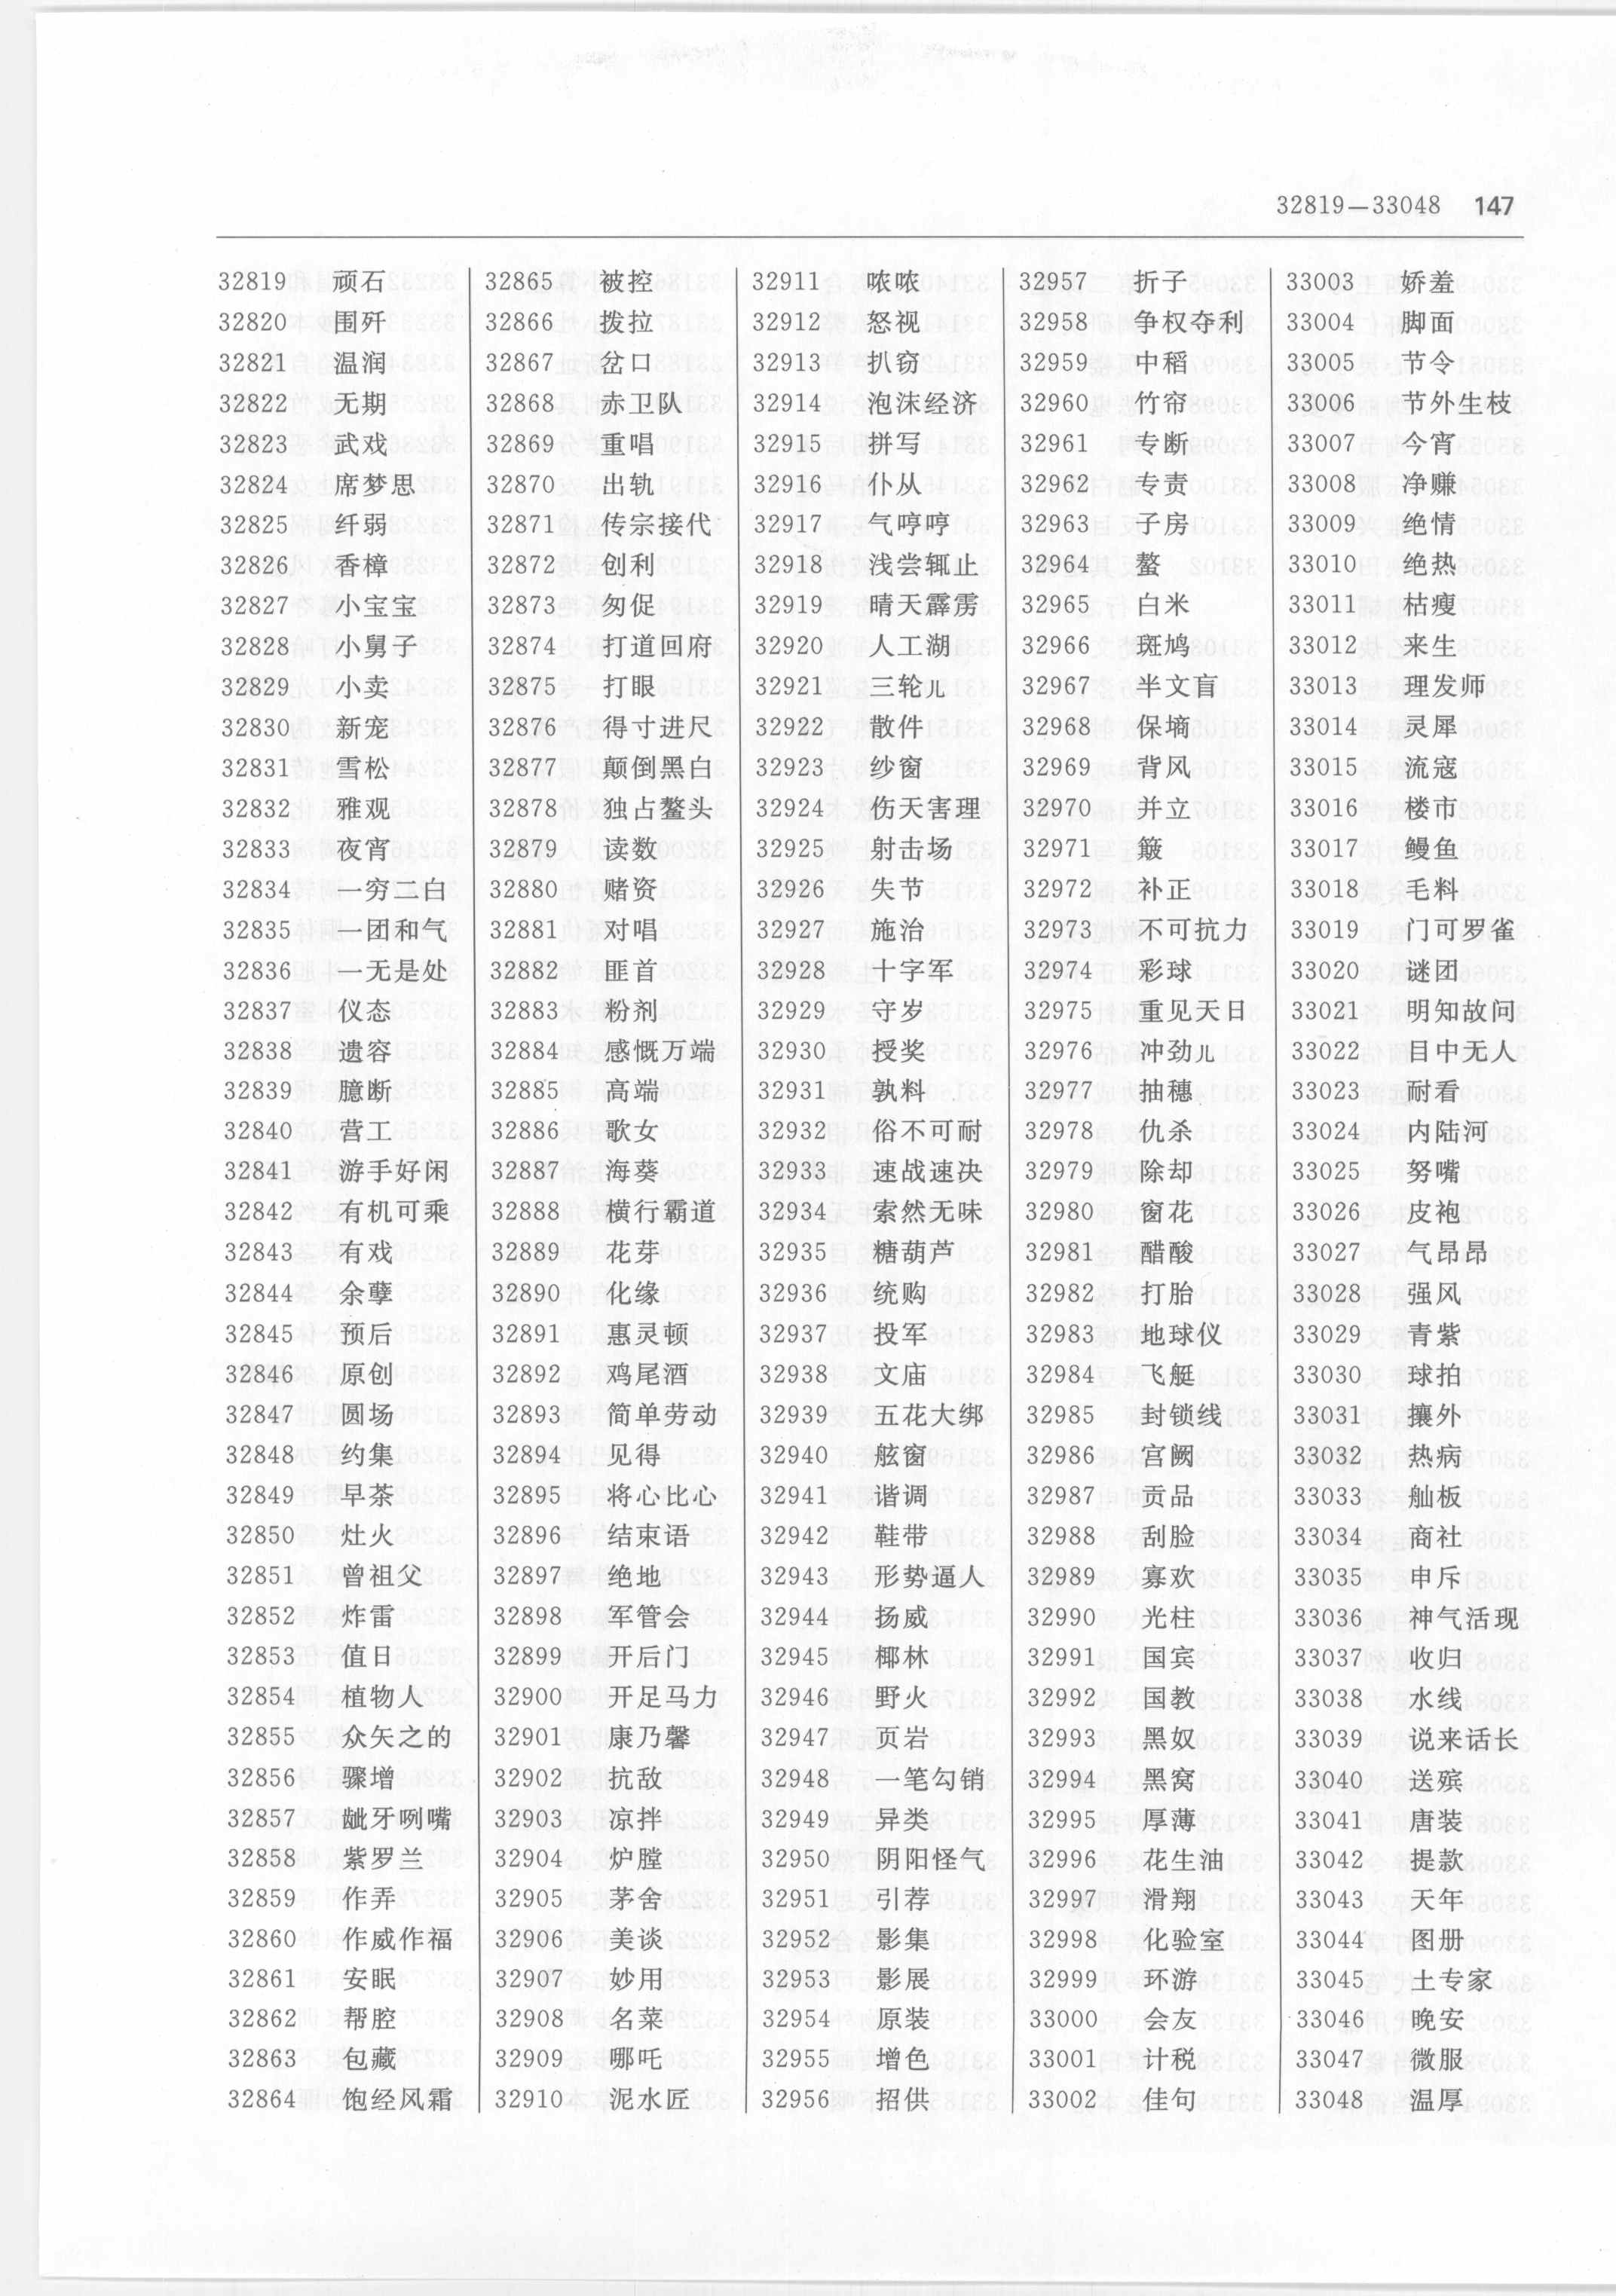 32819—33048 147
32819 顽石
32820 围歼
32821 温润
32822 无期
32823 武戏
32824 席梦思
32825 纤弱
32826 香樟
32827 小宝宝
32828 小舅子
32829 小卖
32830 新宠
32831 雪松
32832 雅观
32833 夜宵
32834 一穷二白
32835 一团和气
32836 一无是处
32837 仪态
32838 遗容
32839 臆断
32840 营工
32841 游手好闲
32842 有机可乘
32843 有戏
32844 余孽
32845 预后
32846 原创
32847 圆场
32848 约集
32849 早茶
32850 灶火
32851 曾祖父
32852 炸雷
32853 值日
32854 植物人
32855 众矢之的
32856 骤增
32857 龇牙咧嘴
32858 紫罗兰
32859 作弄
32860 作威作福
32861 安眠
32862 帮腔
32863 包藏
32864 饱经风霜
32865 被控
32866 拨拉
32867 岔口
32868 赤卫队
32869 重唱
32870 出轨
32871 传宗接代
32872 创利
32873 匆促
32874 打道回府
32875 打眼
32876 得寸进尺
32877 颠倒黑白
32878 独占鳌头
32879 读数
32880 赌资
32881 对唱
32882 匪首
32883 粉剂
32884 感慨万端
32885 高端
32886 歌女
32887 海葵
32888 横行霸道
32889 花芽
32890 化缘
32891 惠灵顿
32892 鸡尾酒
32893 简单劳动
32894 见得
32895 将心比心
32896 结束语
32897 绝地
32898 军管会
32899 开后门
32900 开足马力
32901 康乃馨
32902 抗敌
32903 凉拌
32904 炉膛
32905 茅舍
32906 美谈
32907 妙用
32908 名菜
32909 哪吒
32910 泥水匠
32911 哝哝
32912 怒视
32913 扒窃
32914 泡沫经济
32915 拼写
32916 仆从
32917 气哼哼
32918 浅尝辄止
32919 晴天霹雳
32920 人工湖
32921 三轮儿
32922 散件
32923 纱窗
32924 伤天害理
32925 射击场
32926 失节
32927 施治
32928 十字军
32929 守岁
32930 授奖
32931 孰料
32932 俗不可耐
32933 速战速决
32934 索然无味
32935 糖葫芦
32936 统购
32937 投军
32938 文庙
32939 五花大绑
32940 舷窗
32941 谐调
32942 鞋带
32943 形势逼人
32944 扬威
32945 椰林
32946 野火
32947 页岩
32948 一笔勾销
32949 异类
32950 阴阳怪气
32951 引荐
32952 影集
32953 影展
32954 原装
32955 增色
32956 招供
32957 折子
32958 争权夺利
32959 中稻
32960 竹帘
32961 专断
32962 专责
32963 子房
32964 螯
32965 白米
32966 斑鸠
32967 半文盲
32968 保墒
32969 背风
32970 并立
32971 簸
32972 补正
32973 不可抗力
32974 彩球
32975 重见天日
32976 冲劲儿
32977 抽穗
32978 仇杀
32979 除却
32980 窗花
32981 醋酸
32982 打胎
32983 地球仪
32984 飞艇
32985 封锁线
32986 宫阙
32987 贡品
32988 刮脸
32989 寡欢
32990 光柱
32991 国宾
32992 国教
32993 黑奴
32994 黑窝
32995 厚薄
32996 花生油
32997 滑翔
32998 化验室
32999 环游
33000 会友
33001 计税
33002 佳句
33003 娇羞
33004 脚面
33005 节令
33006 节外生枝
33007 今宵
33008 净赚
33009 绝情
33010 绝热
33011 枯瘦
33012 来生
33013 理发师
33014 灵犀
33015 流寇
33016 楼市
33017 鳗鱼
33018 毛料
33019 门可罗雀
33020 谜团
33021 明知故问
33022 目中无人
33023 耐看
33024 内陆河
33025 努嘴
33026 皮袍
33027 气昂昂
33028 强风
33029 青紫
33030 球拍
33031 攘外
33032 热病
33033 舢板
33034 商社
33035 申斥
33036 神气活现
33037 收归
33038 水线
33039 说来话长
33040 送殡
33041 唐装
33042 提款
33043 天年
33044 图册
33045 土专家
33046 晚安
33047 微服
33048 温厚